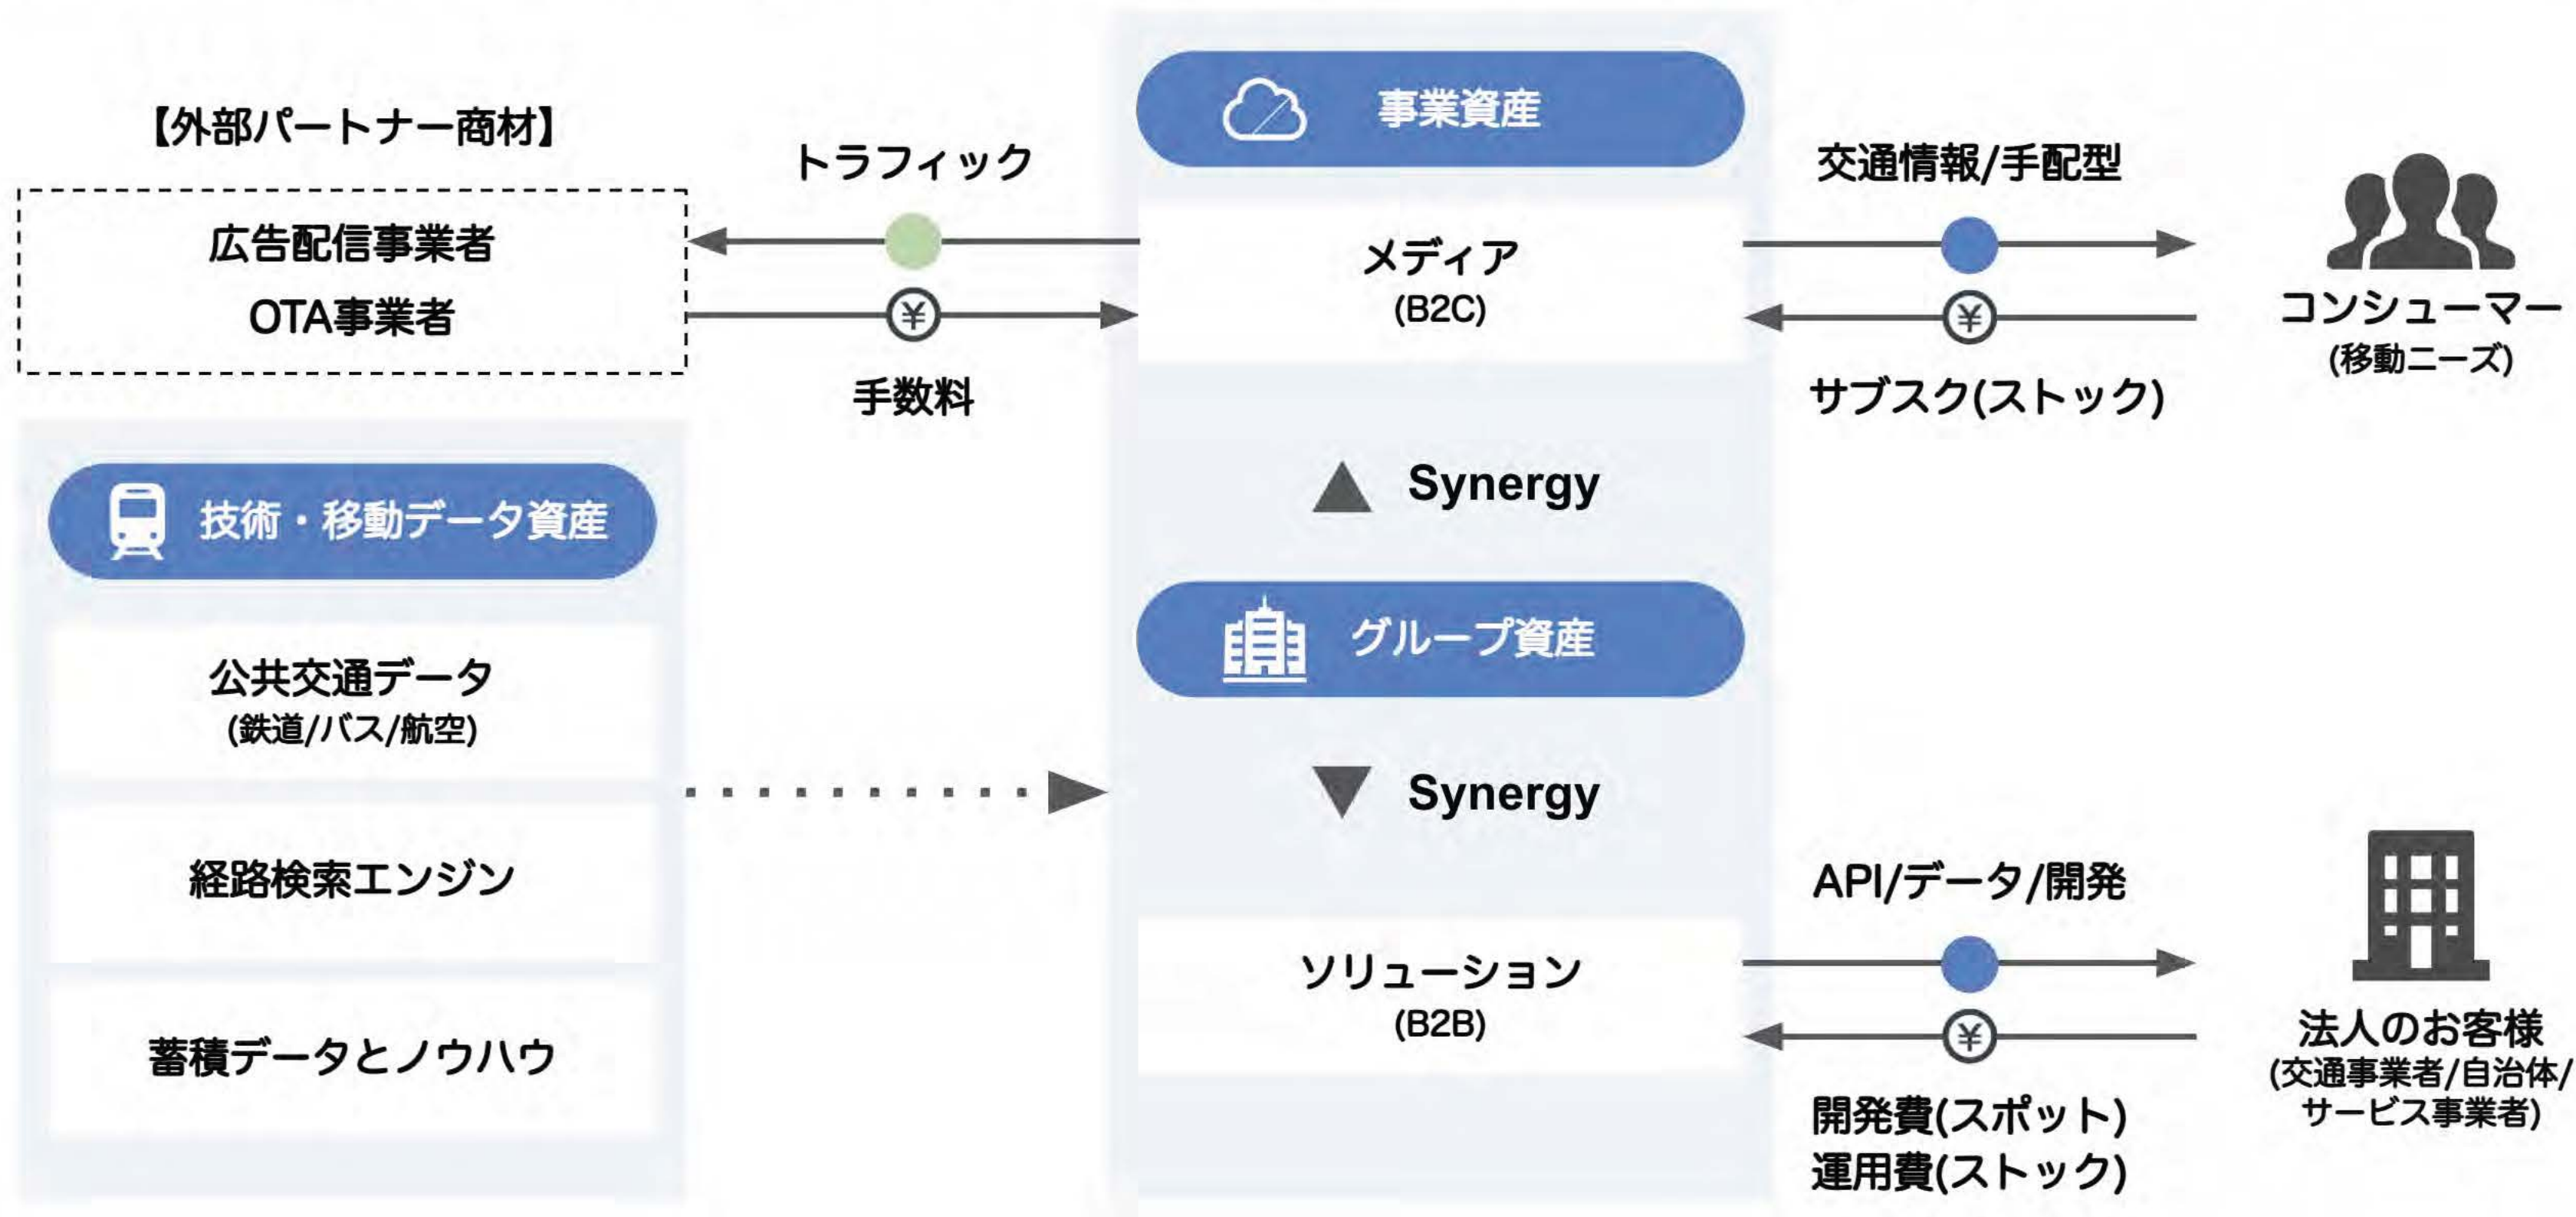 【外部パートナー商材】
広告配信事業者
OTA事業者
トラフィック
¥
手数料
事業資産
メディア
(B2C)
交通情報/手配型
¥
サブスク(ストック)
コンシューマー
(移動ニーズ)
技術・移動データ資産
公共交通データ
(鉄道/バス/航空)
経路検索エンジン
蓄積データとノウハウ
Synergy
グループ資産
Synergy
ソリューション
(B2B)
API/データ/開発
¥
開発費(スポット)
運用費(ストック)
法人のお客様
(交通事業者/自治体/
サービス事業者)